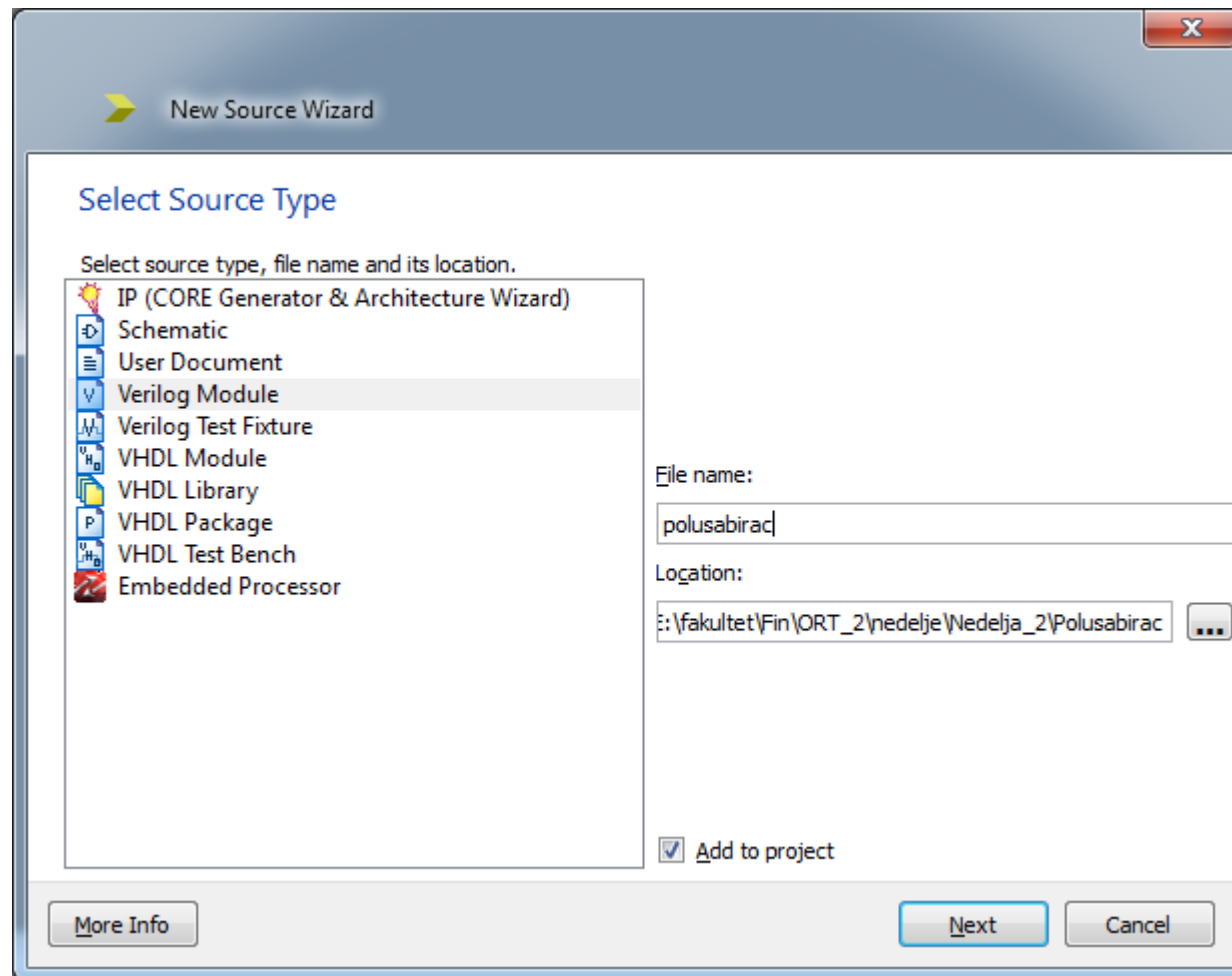 New Source Wizard
Select Source Type
Select source type, file name and its location.
IP (CORE Generator & Architecture Wizard)
Schematic
User Document
Verilog Module
Verilog Test Fixture
VHDL Module
VHDL Library
VHDL Package
VHDL Test Bench
Embedded Processor
File name:
polusabirac
Location:
E:\fakultet\Fin\ORT_2\nedelje\Nedelja_2\Polusabirac
...
Add to project
More Info
Next
Cancel